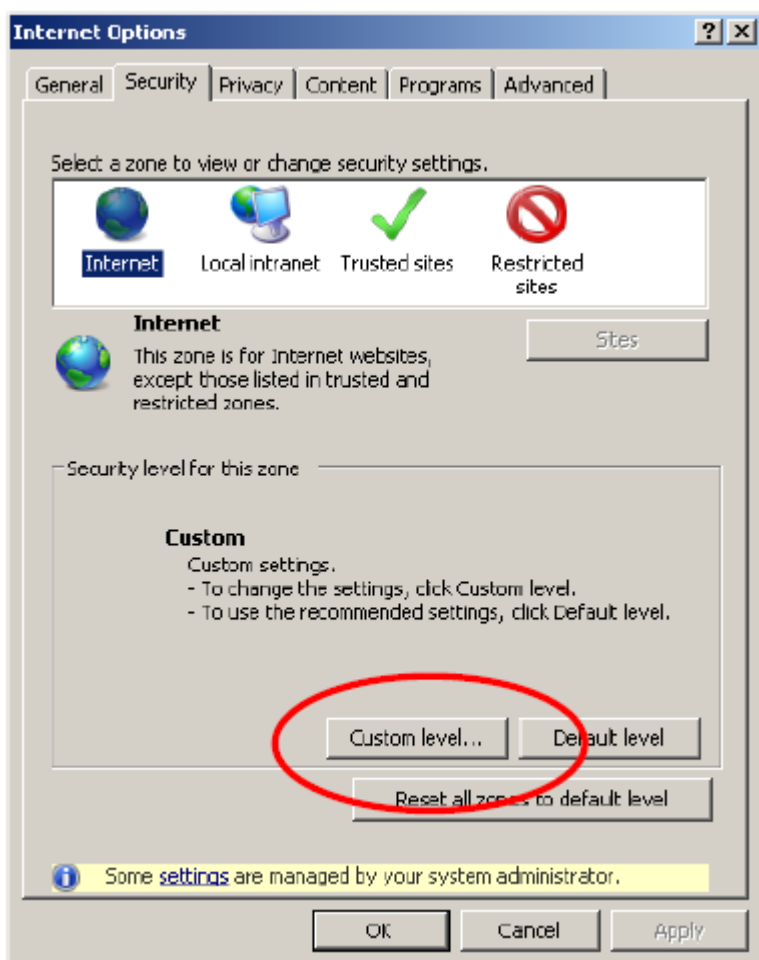 Internet Options
General Security Privacy Content Programs Advanced
Select a zone to view or change security settings.
Internet Local intranet Trusted sites Restricted
sites
Internet
Sites
This zone is for Internet websites,
except those listed in trusted and
restricted zones.
Security level for this zone
Custom
Custom settings.
- To change the settings, click Custom level.
- To use the recommended settings, click Default level.
Custom level... Default level
Reset all zones to default level
Some settings are managed by your system administrator.
OK Cancel Apply